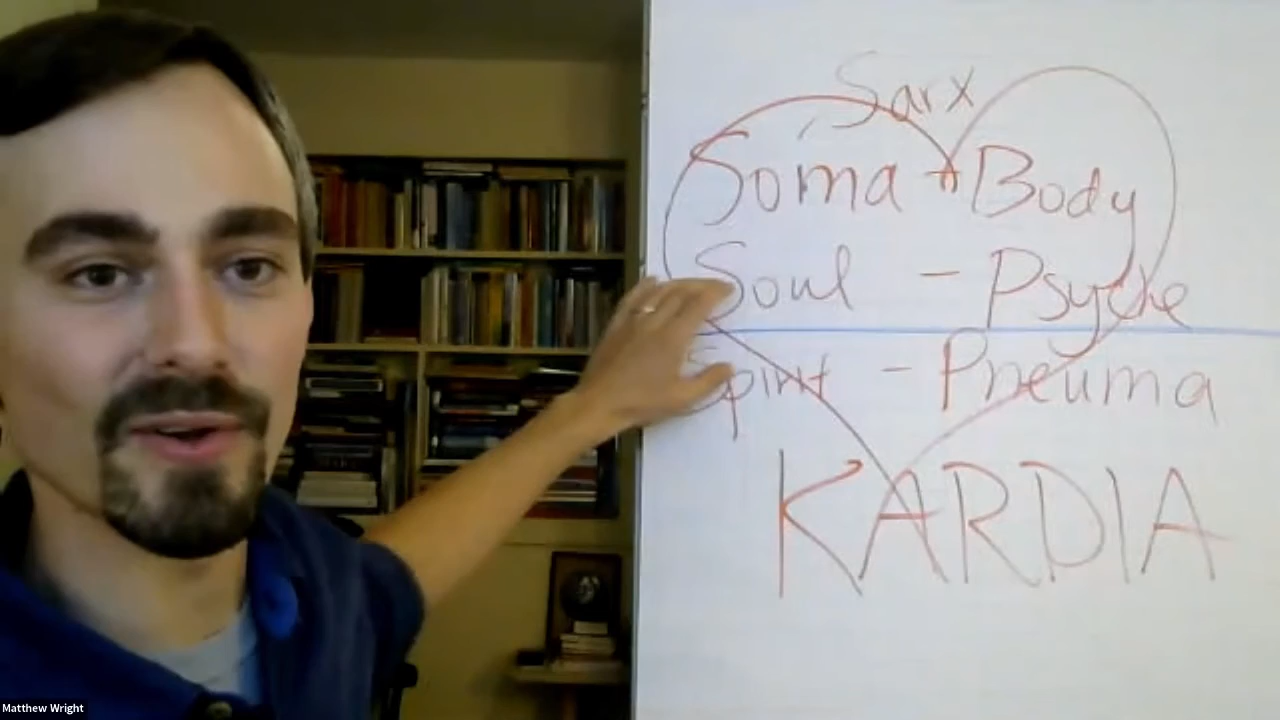 Sarx
Soma - Body
Soul - Psyche
Spirit - Pneuma
KARDIA
Matthew Wright